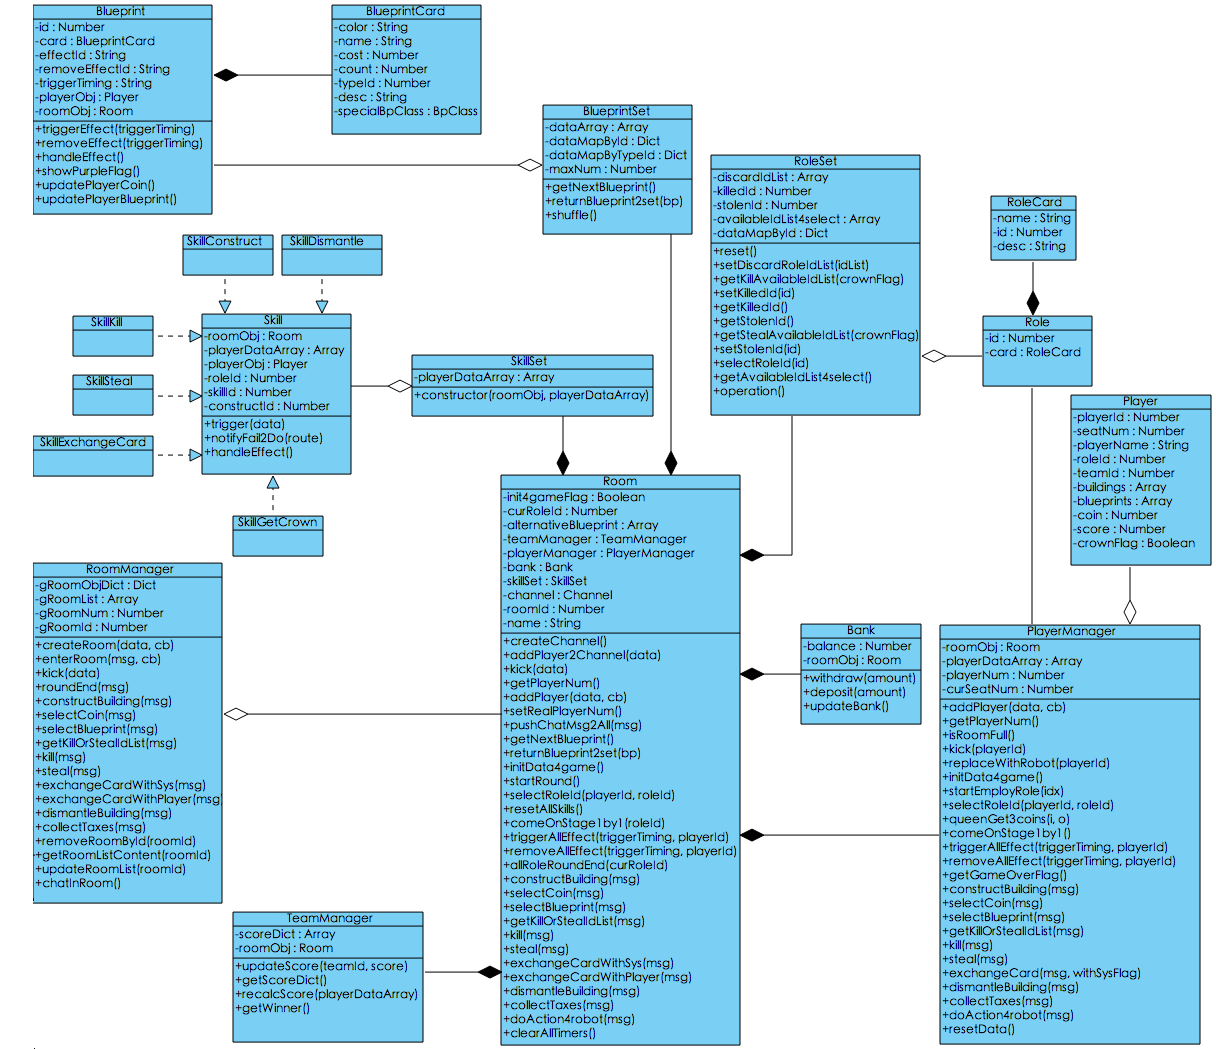 Blueprint
-id : Number
-card : BlueprintCard
-effectId : String
-removeEffectId : String
-triggerTiming : String
-playerObj : Player
-roomObj : Room
+triggerEffect(triggerTiming)
+removeEffect(triggerTiming)
+handleEffect()
+showPurpleFlag()
+updatePlayerCoin()
+updatePlayerBlueprint()
BlueprintCard
-color : String
-name : String
-cost : Number
-count : Number
-typeId : Number
-desc : String
-specialBpClass : BpClass
BlueprintSet
-dataArray : Array
-dataMapById : Dict
-dataMapByTypeId : Dict
-maxNum : Number
+getNextBlueprint()
+returnBlueprint2set(bp)
+shuffle()
RoleSet
-discardIdList : Array
-killedId : Number
-stolenId : Number
-availableIdList4select : Array
-dataMapById : Dict
+reset()
+setDiscardRoleIdList(idList)
+getKillAvailableIdList(crownFlag)
+setKilledId(id)
+getKilledId()
+getStolenId()
+getStealAvailableIdList(crownFlag)
+setStolenId(id)
+selectRoleId(id)
+getAvailableIdList4select()
+operation()
RoleCard
-name : String
-id : Number
-desc : String
Role
-id : Number
-card : RoleCard
SkillConstruct
SkillDismantle
SkillKill
SkillSteal
SkillExchangeCard
SkillGetCrown
Skill
-roomObj : Room
-playerDataArray : Array
-playerObj : Player
-roleId : Number
-skillId : Number
-constructId : Number
+trigger(data)
+notifyFail2Do(route)
+handleEffect()
SkillSet
-playerDataArray : Array
+constructor(roomObj, playerDataArray)
Player
-playerId : Number
-seatNum : Number
-playerName : String
-roleId : Number
-teamId : Number
-buildings : Array
-blueprints : Array
-coin : Number
-score : Number
-crownFlag : Boolean
Room
-init4gameFlag : Boolean
-curRoleId : Number
-alternativeBlueprint : Array
-teamManager : TeamManager
-playerManager : PlayerManager
-bank : Bank
-skillSet : SkillSet
-channel : Channel
-roomId : Number
-name : String
+createChannel()
+addPlayer2Channel(data)
+kick(data)
+getPlayerNum()
+addPlayer(data, cb)
+setRealPlayerNum()
+pushChatMsg2All(msg)
+getNextBlueprint()
+returnBlueprint2set(bp)
+initData4game()
+startRound()
+selectRoleId(playerId, roleId)
+resetAllSkills()
+comeOnStage1by1(roleId)
+triggerAllEffect(triggerTiming, playerId)
+removeAllEffect(triggerTiming, playerId)
+allRoleRoundEnd(curRoleId)
+constructBuilding(msg)
+selectCoin(msg)
+selectBlueprint(msg)
+getKillOrStealIdList(msg)
+kill(msg)
+steal(msg)
+exchangeCardWithSys(msg)
+exchangeCardWithPlayer(msg)
+dismantleBuilding(msg)
+collectTaxes(msg)
+doAction4robot(msg)
+clearAllTimers()
RoomManager
-gRoomObjDict : Dict
-gRoomList : Array
-gRoomNum : Number
-gRoomId : Number
+createRoom(data, cb)
+enterRoom(msg, cb)
+kick(data)
+roundEnd(msg)
+constructBuilding(msg)
+selectCoin(msg)
+selectBlueprint(msg)
+getKillOrStealIdList(msg)
+kill(msg)
+steal(msg)
+exchangeCardWithSys(msg)
+exchangeCardWithPlayer(msg)
+dismantleBuilding(msg)
+collectTaxes(msg)
+removeRoomById(roomId)
+getRoomListContent(roomId)
+updateRoomList(roomId)
+chatInRoom()
Bank
-balance : Number
-roomObj : Room
+withdraw(amount)
+deposit(amount)
+updateBank()
PlayerManager
-roomObj : Room
-playerDataArray : Array
-playerNum : Number
-curSeatNum : Number
+addPlayer(data, cb)
+getPlayerNum()
+isRoomFull()
+kick(playerId)
+replaceWithRobot(playerId)
+initData4game()
+startEmployRole(idx)
+selectRoleId(playerId, roleId)
+queenGet3coins(i, o)
+comeOnStage1by1()
+triggerAllEffect(triggerTiming, playerId)
+removeAllEffect(triggerTiming, playerId)
+getGameOverFlag()
+constructBuilding(msg)
+selectCoin(msg)
+selectBlueprint(msg)
+getKillOrStealIdList(msg)
+kill(msg)
+steal(msg)
+exchangeCard(msg, withSysFlag)
+dismantleBuilding(msg)
+collectTaxes(msg)
+doAction4robot(msg)
+resetData()
TeamManager
-scoreDict : Array
-roomObj : Room
+updateScore(teamId, score)
+getScoreDict()
+recalcScore(playerDataArray)
+getWinner()